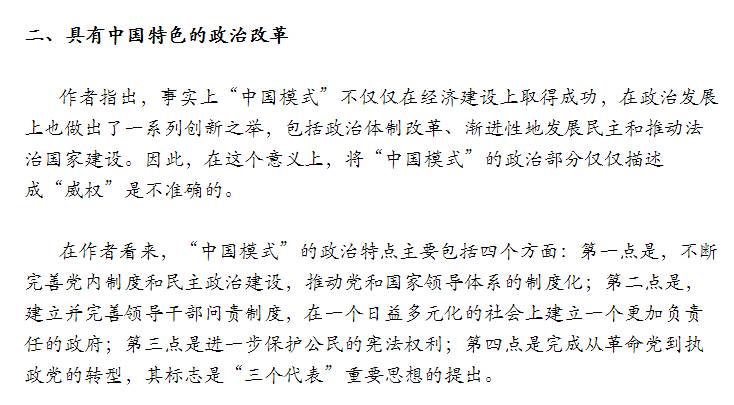 二、具有中国特色的政治改革
作者指出，事实上“中国模式”不仅仅在经济建设上取得成功，在政治发展
上也做出了一系列创新之举，包括政治体制改革、渐进性地发展民主和推动法
治国家建设。因此，在这个意义上，将“中国模式”的政治部分仅仅描述
成“威权”是不准确的。
在作者看来，“中国模式”的政治特点主要包括四个方面：第一点是，不断
完善党内制度和民主政治建设，推动党和国家领导体系的制度化；第二点是，
建立并完善领导干部问责制度，在一个日益多元化的社会上建立一个更加负责
任的政府；第三点是进一步保护公民的宪法权利；第四点是完成从革命党到执
政党的转型，其标志是“三个代表”重要思想的提出。